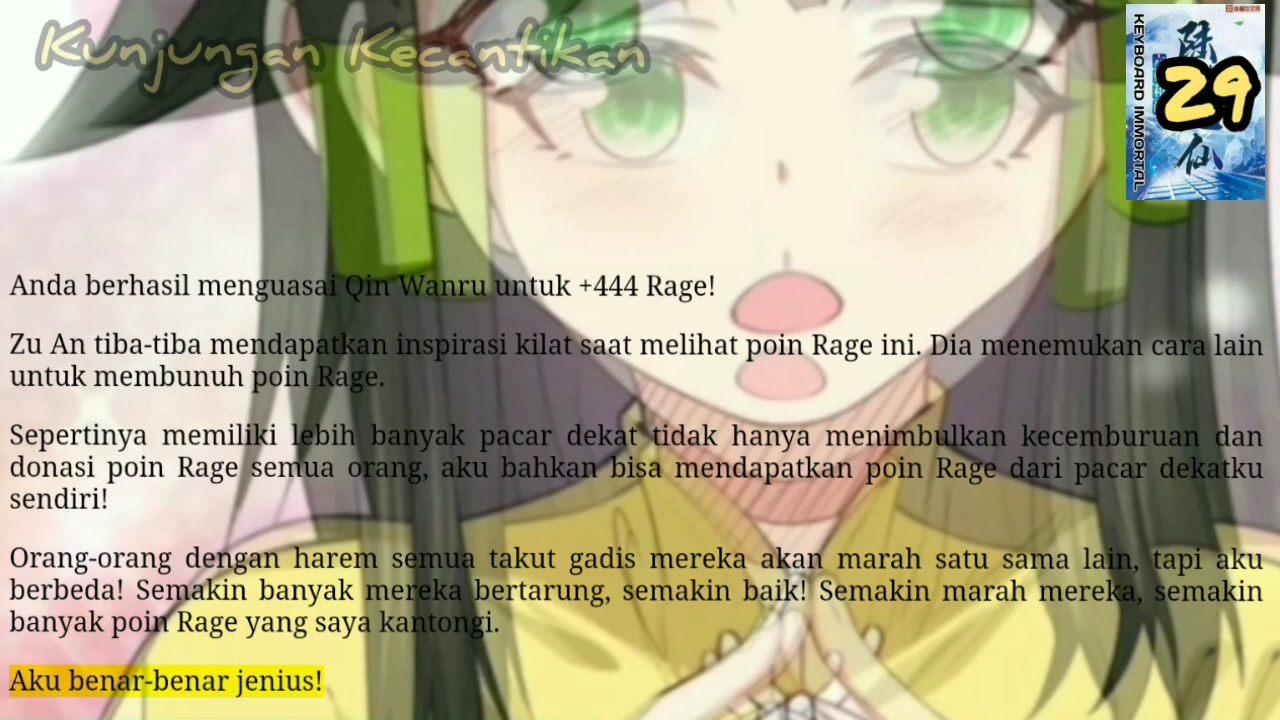 Kunjungan Kecantikan
KEYBOARD IMMORTAL
29
仙
Anda berhasil menguasai Qin Wanru untuk +444 Rage!
Zu An tiba-tiba mendapatkan inspirasi kilat saat melihat poin Rage ini. Dia menemukan cara lain
untuk membunuh poin Rage.
Sepertinya memiliki lebih banyak pacar dekat tidak hanya menimbulkan kecemburuan dan
donasi poin Rage semua orang, aku bahkan bisa mendapatkan poin Rage dari pacar dekatku
sendiri!
Orang-orang dengan harem semua takut gadis mereka akan marah satu sama lain, tapi aku
berbeda! Semakin banyak mereka bertarung, semakin baik! Semakin marah mereka, semakin
banyak poin Rage yang saya kantongi.
Aku benar-benar jenius!